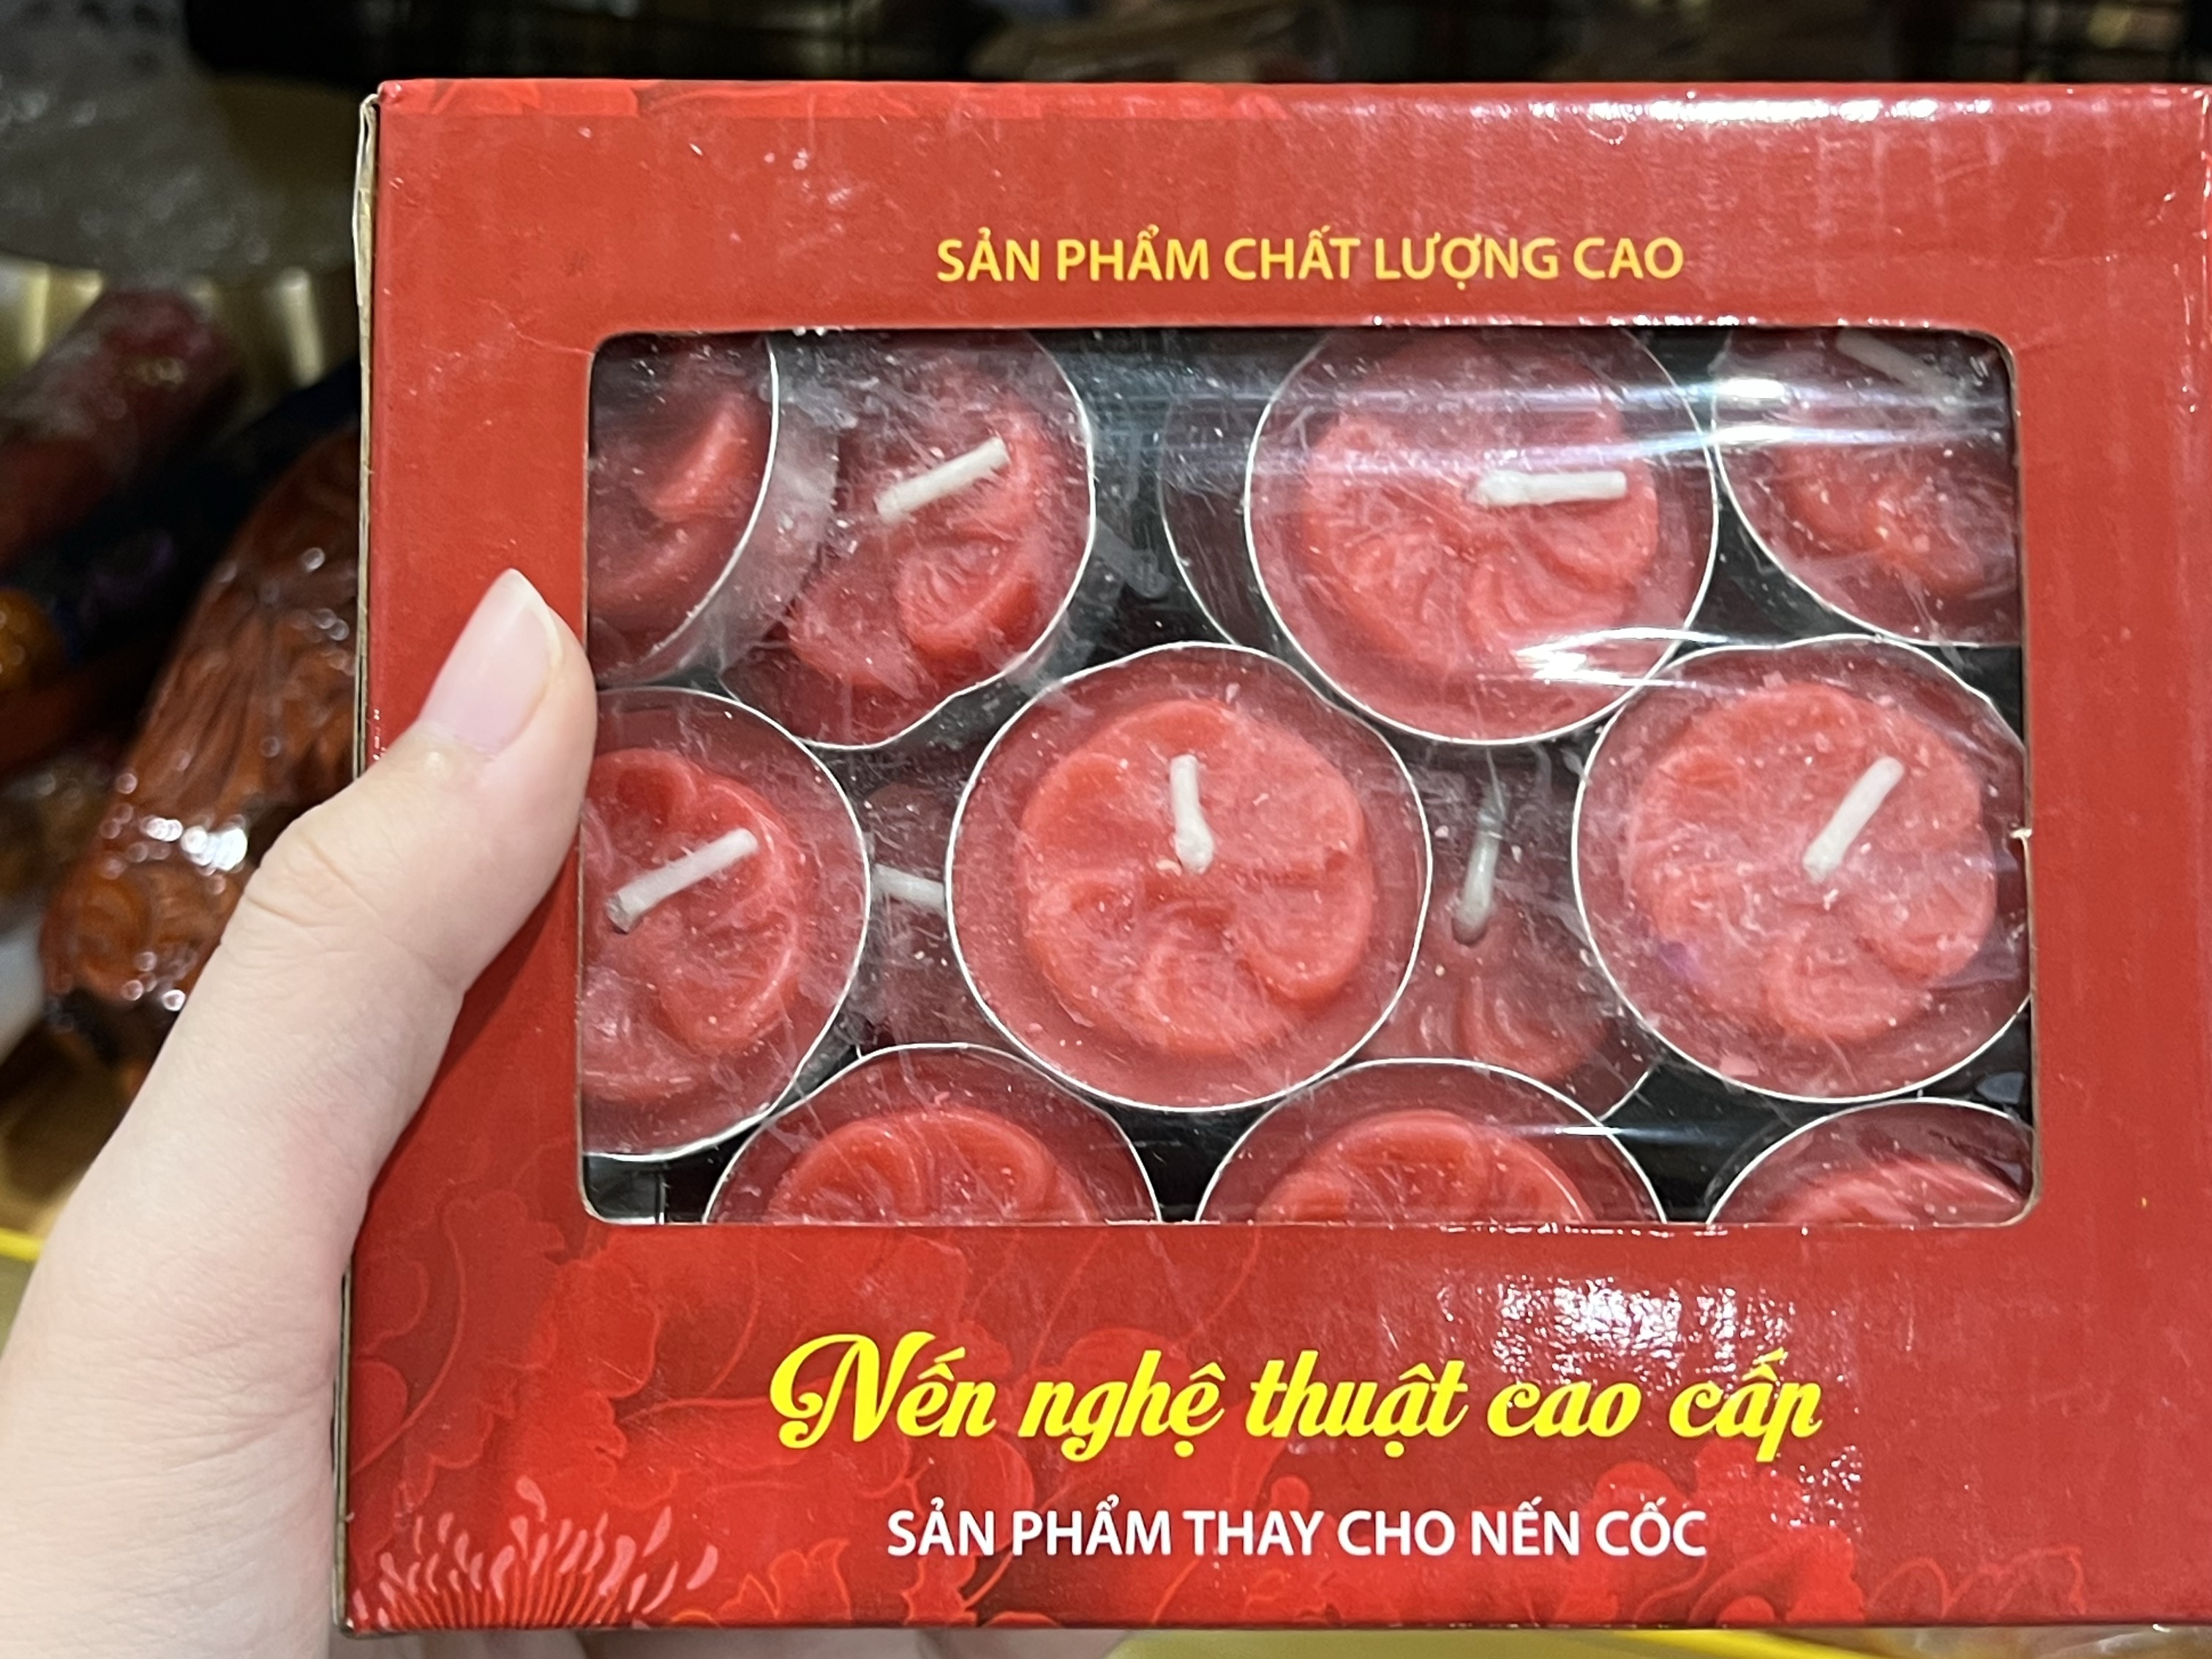 SẢN PHẨM CHẤT LƯỢNG CAO
Nến nghệ thuật cao cấp
SẢN PHẨM THAY CHO NẾN CỐC